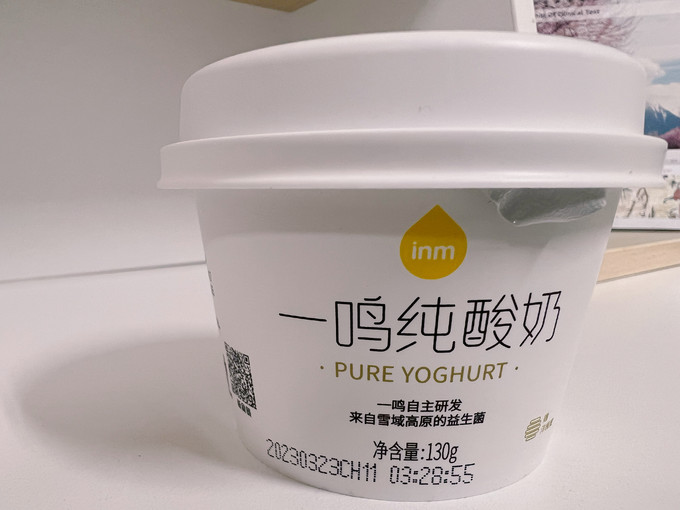 inm
一鸣纯酸奶
· PURE YOGHURT ·
一鸣自主研发
来自雪域高原的益生菌
净含量:130g
20230323CH11 03:28:55